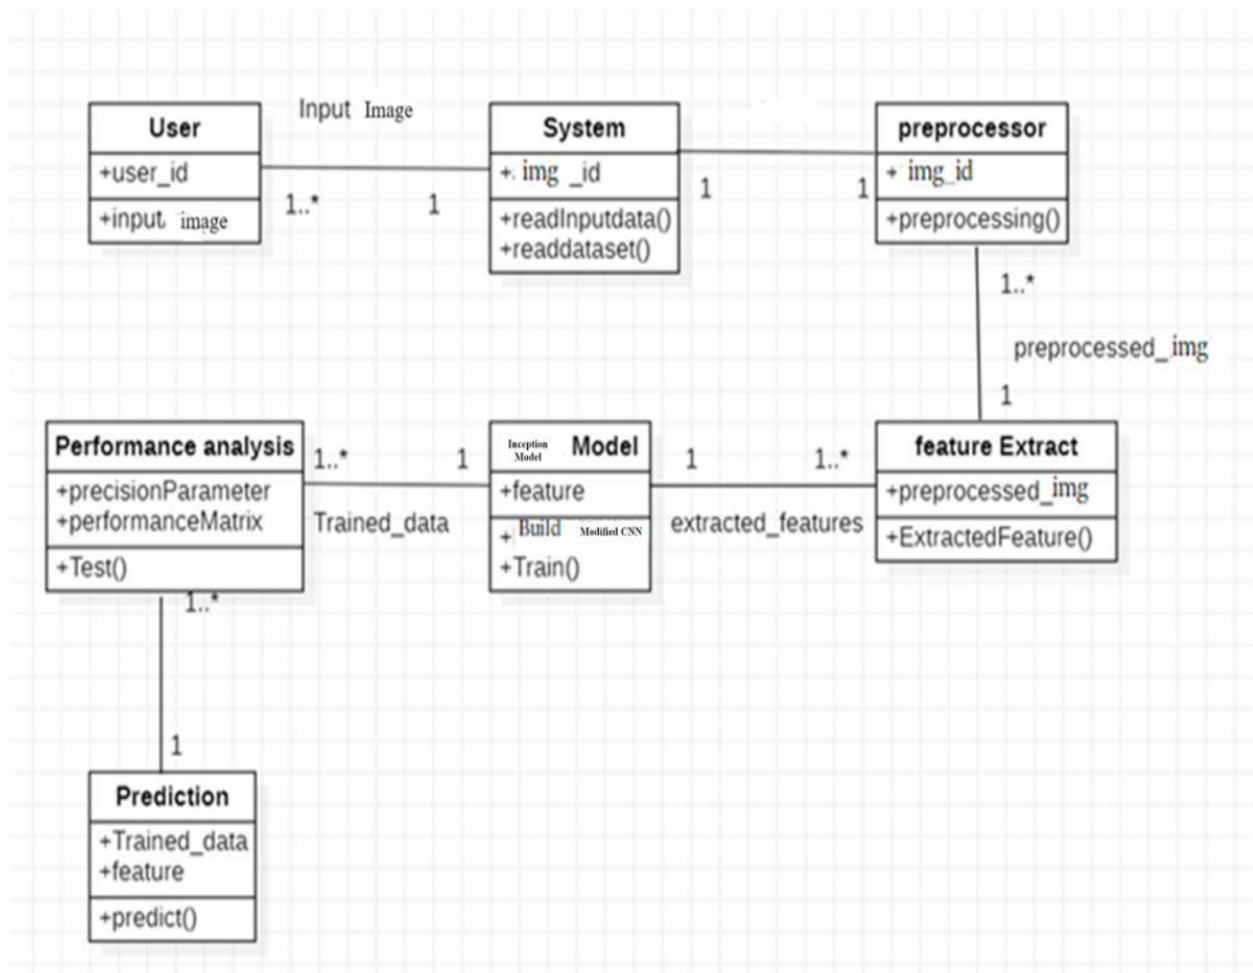 User
+user_id
+input image
Input Image
1..*
1
System
+. img _id
+readInputdata()
+readdataset()
1
1
preprocessor
+ img_id
+preprocessing()
1..*
preprocessed_img
1
Performance analysis
+precisionParameter
+performanceMatrix
+Test()
1..*
1
Trained_data
Inception
Model
Model
+feature
+ Build Modified CNN
+Train()
1
1..*
extracted_features
feature Extract
+preprocessed_img
+ExtractedFeature()
1..*
1
Prediction
+Trained_data
+feature
+predict()